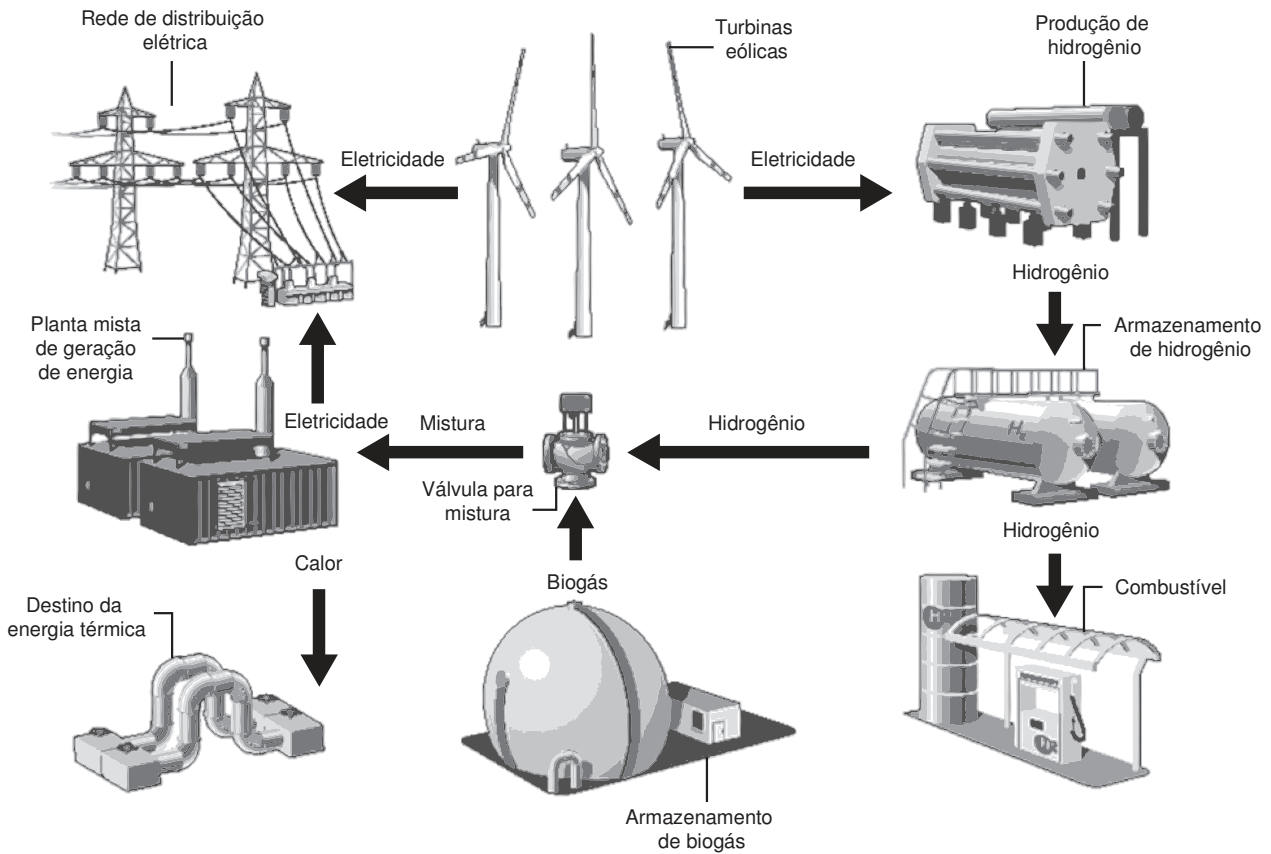 Rede de distribuição
elétrica
Turbinas
eólicas
Produção de
hidrogênio
Eletricidade
Eletricidade
Hidrogênio
Planta mista
de geração
de energia
Armazenamento
de hidrogênio
Eletricidade
Mistura
Hidrogênio
H₂
Válvula para
mistura
Hidrogênio
Calor
Biogás
Combustível
Destino da
energia térmica
Armazenamento
de biogás